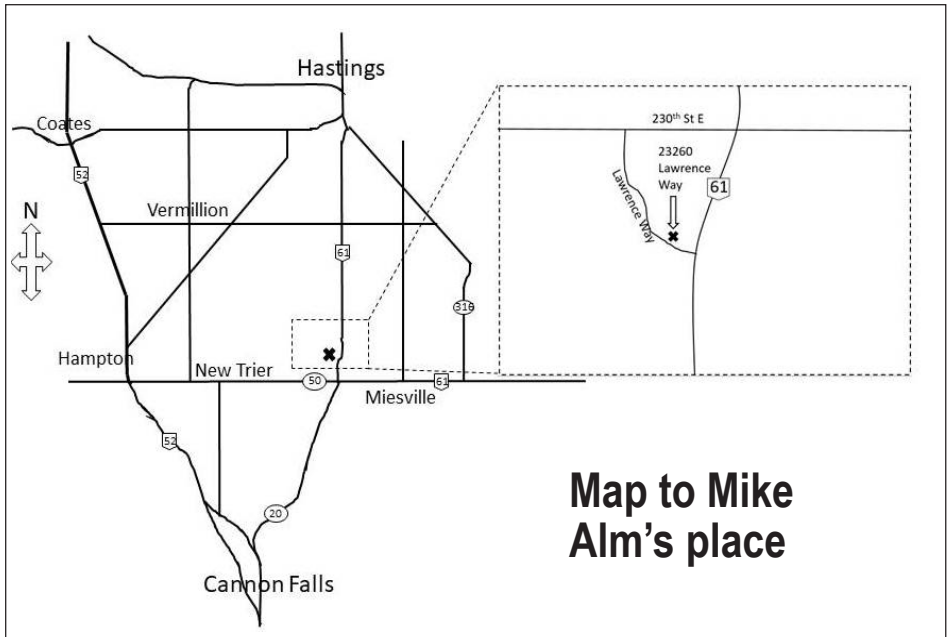 Hastings
Coates
52
N
Vermillion
61
316
Hampton
New Trier
50
61
Miesville
52
20
Cannon Falls
230th St E
23260
Lawrence
Way
Lawrence Way
61
Map to Mike
Alm's place